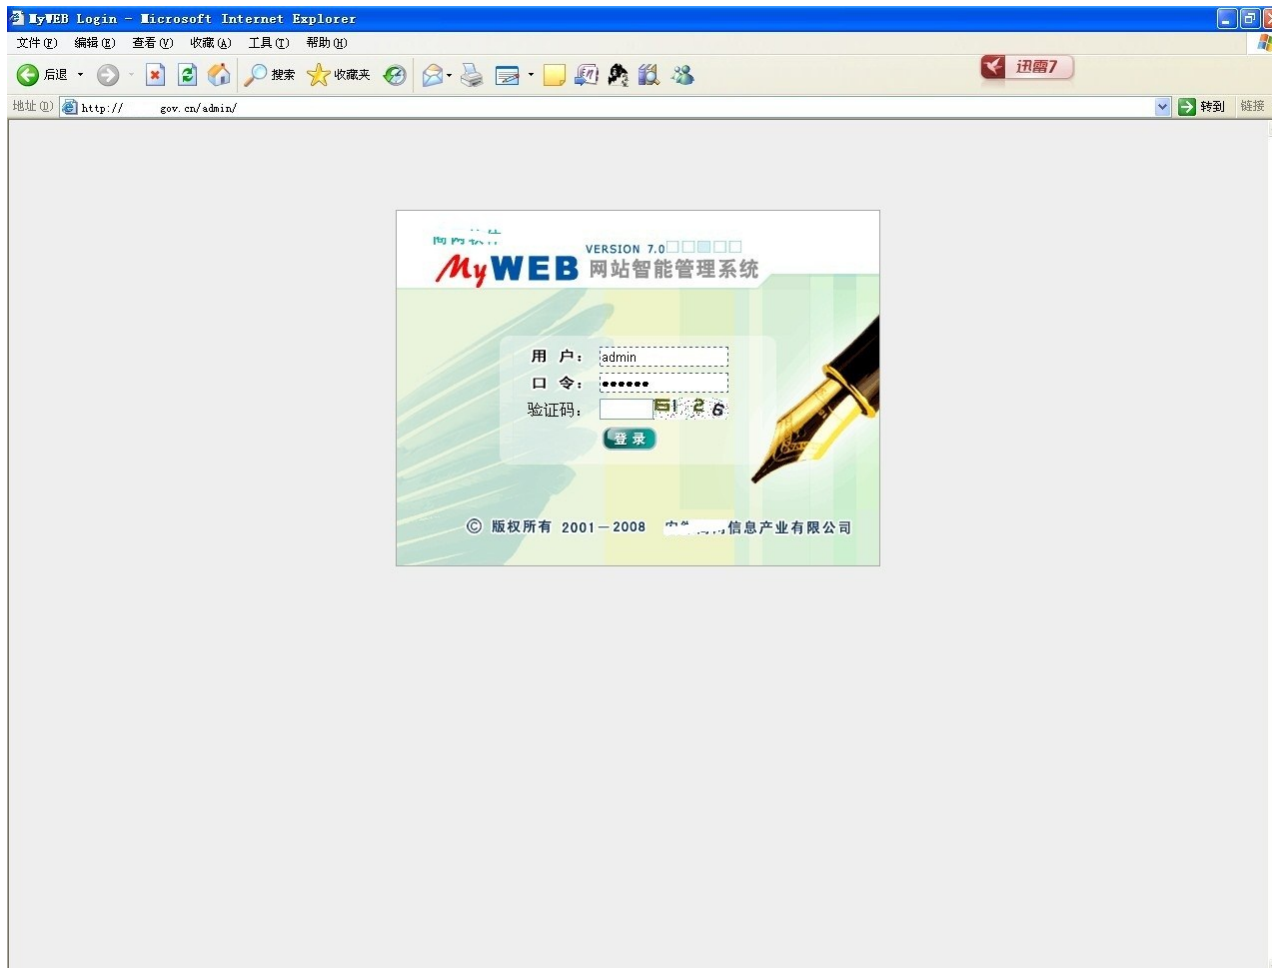 MyWEB Login - Microsoft Internet Explorer
文件(F) 编辑(E) 查看(V) 收藏(A) 工具(T) 帮助(H)
后退 搜索 收藏夹 迅雷7
地址(D) http:// gov.cn/admin/ 转到 链接
VERSION 7.0
MyWEB 网站智能管理系统
用 户： admin
口 令： ••••••
验证码： 6126
登 录
© 版权所有 2001－2008 信息产业有限公司